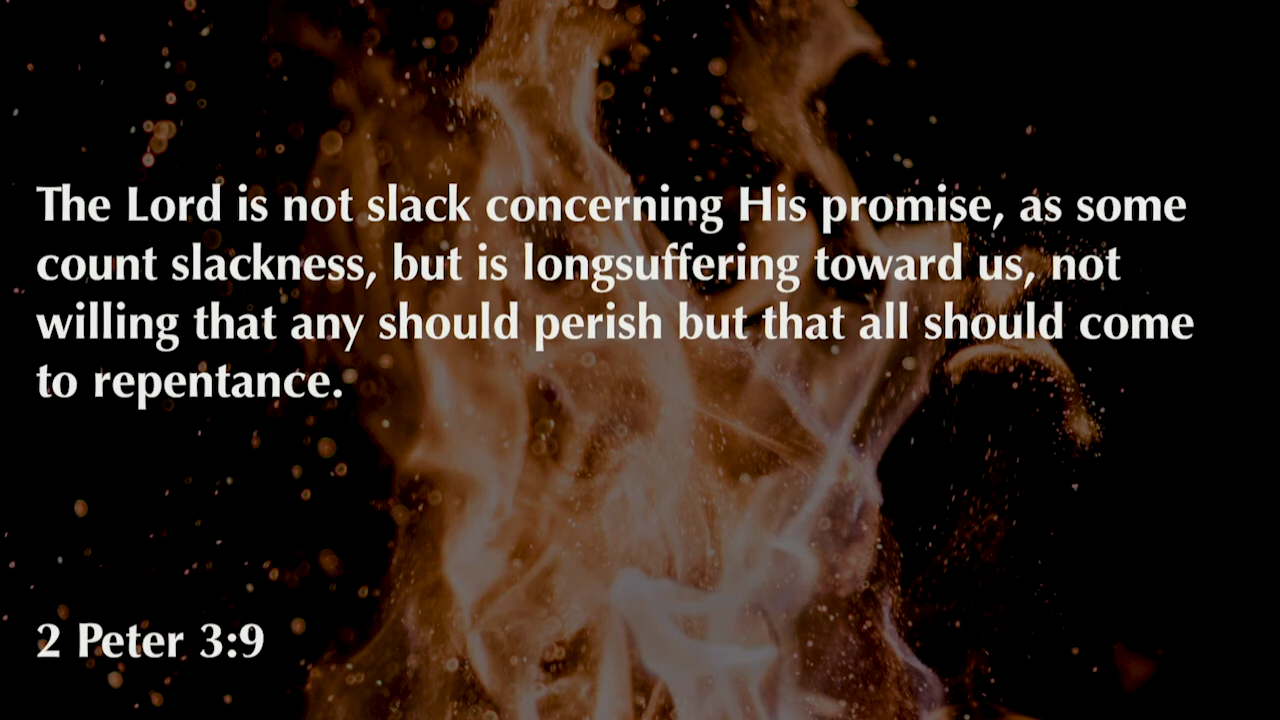 The Lord is not slack concerning His promise, as some
count slackness, but is longsuffering toward us, not
willing that any should perish but that all should come
to repentance.
2 Peter 3:9